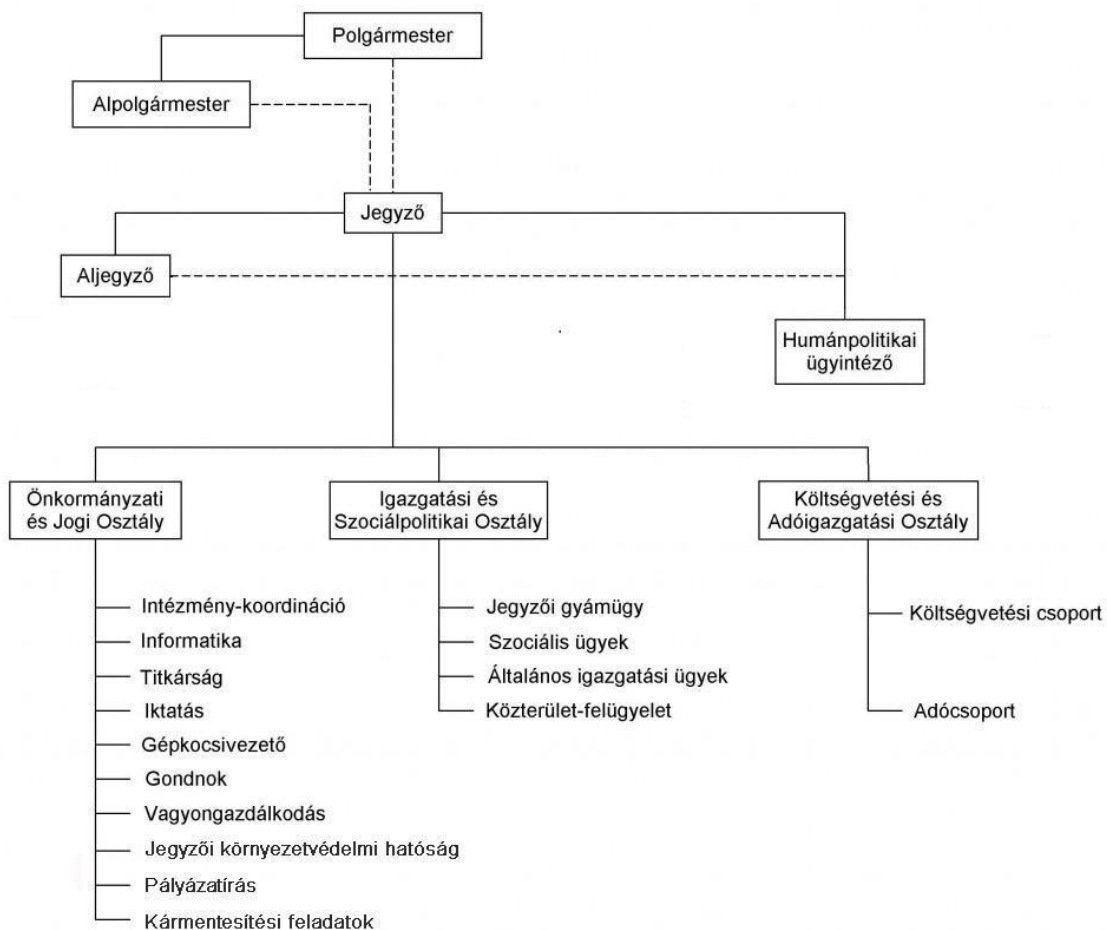 Polgármester
Alpolgármester
Jegyző
Aljegyző
Humánpolitikai
ügyintéző
Önkormányzati
és Jogi Osztály
Intézmény-koordináció
Informatika
Titkárság
Iktatás
Gépkocsivezető
Gondnok
Vagyongazdálkodás
Jegyzői környezetvédelmi hatóság
Pályázatírás
Kármentesítési feladatok
Igazgatási és
Szociálpolitikai Osztály
Jegyzői gyámügy
Szociális ügyek
Általános igazgatási ügyek
Közterület-felügyelet
Költségvetési és
Adóigazgatási Osztály
Költségvetési csoport
Adócsoport